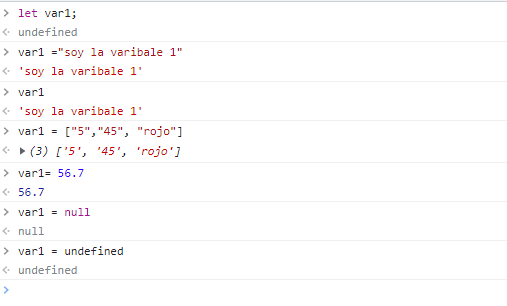 let var1;
undefined
var1 ="soy la varibale 1"
'soy la varibale 1'
var1
'soy la varibale 1'
var1 = ["5","45", "rojo"]
(3) ['5', '45', 'rojo']
var1= 56.7
56.7
var1 = null
null
var1 = undefined
undefined